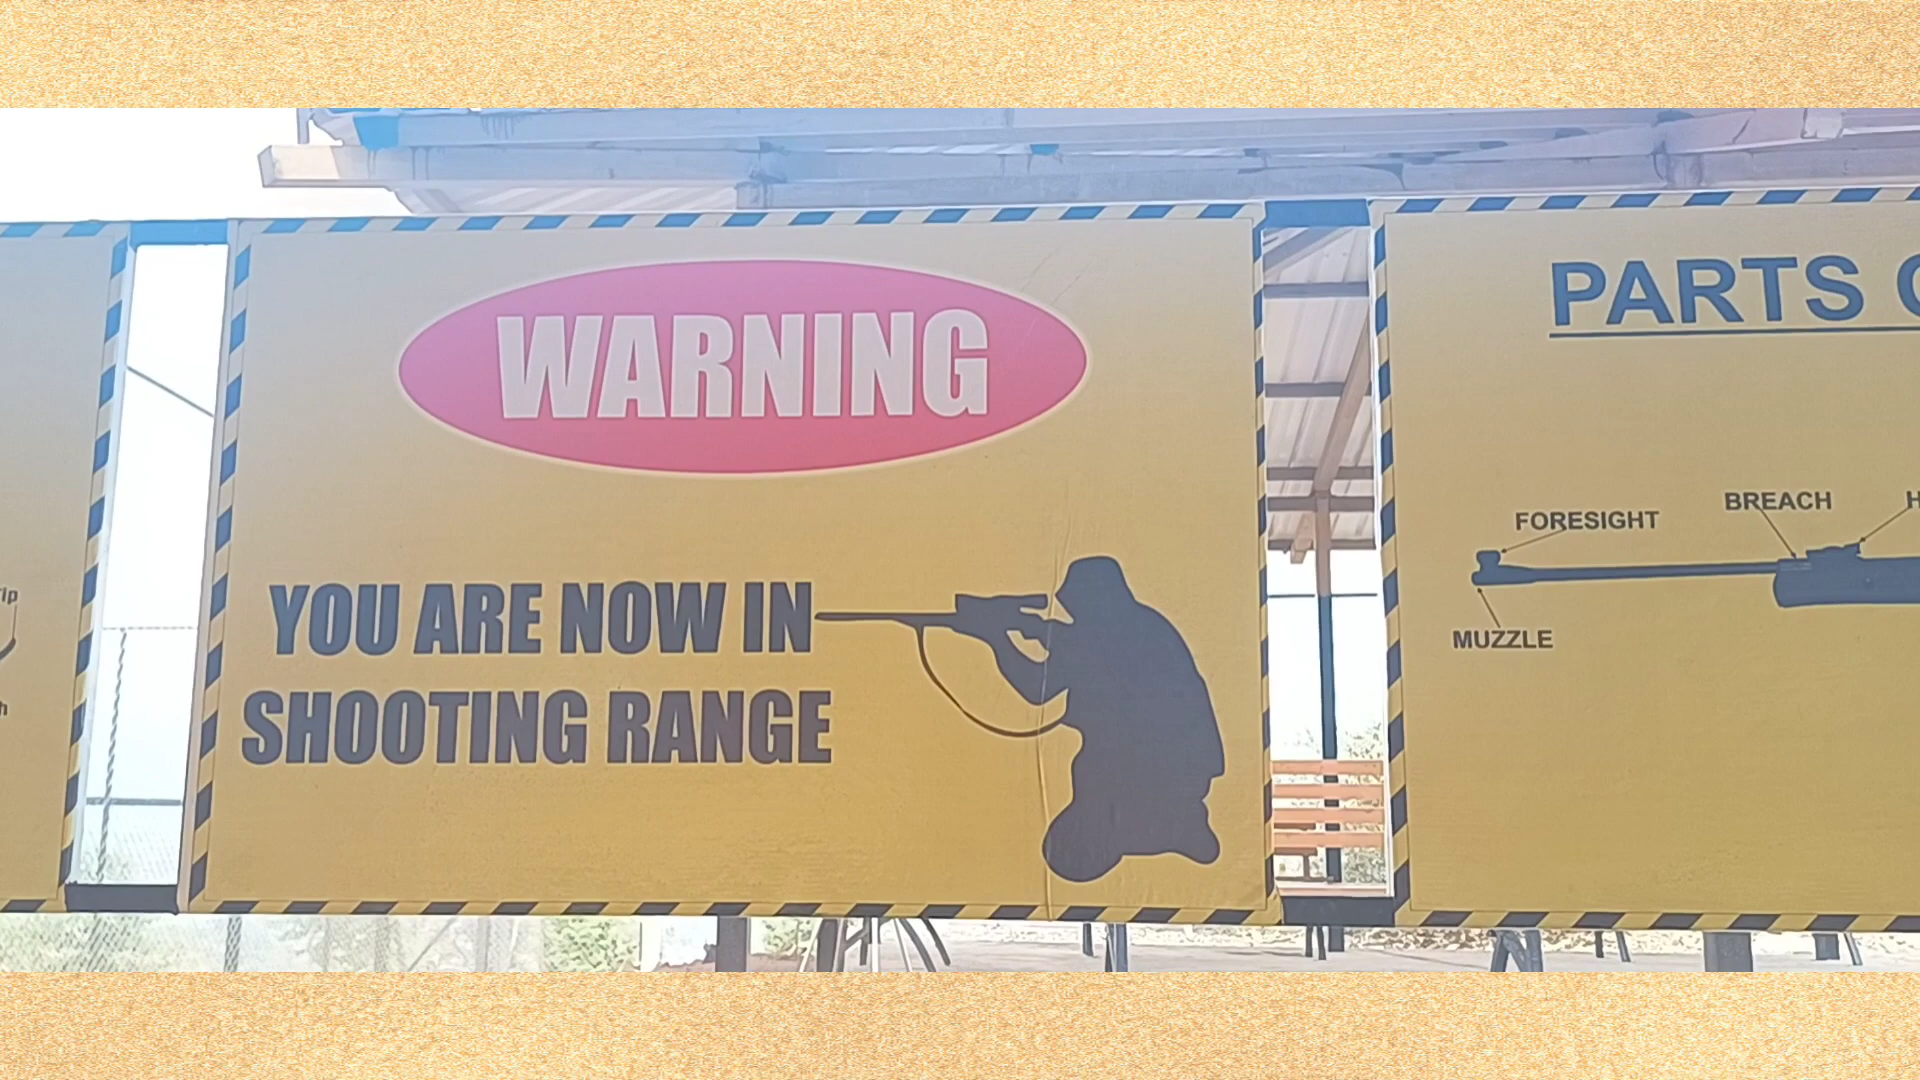 WARNING
YOU ARE NOW IN
SHOOTING RANGE
PARTS
FORESIGHT
BREACH
MUZZLE